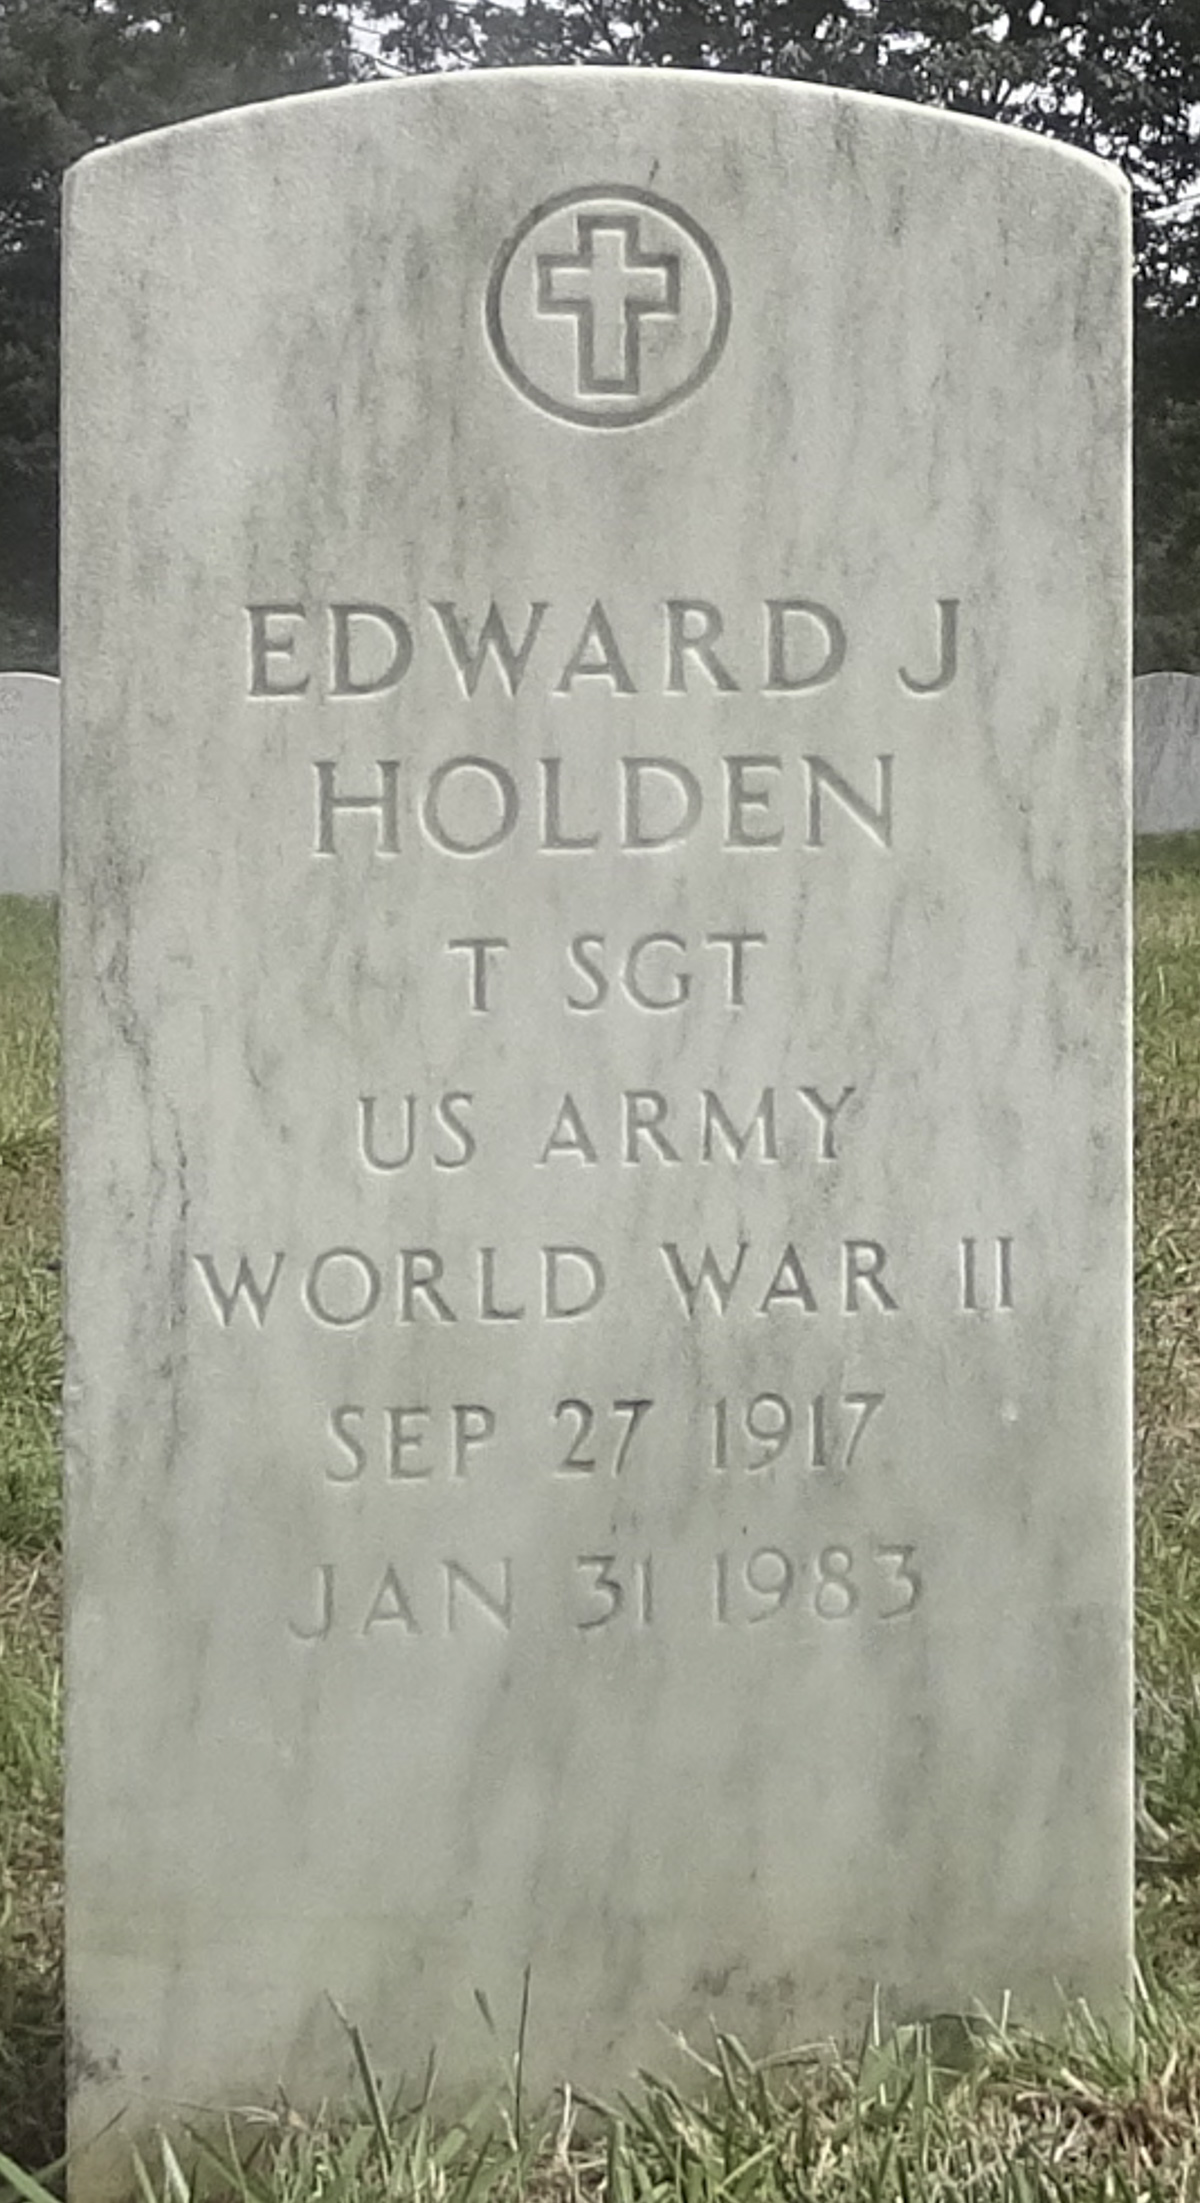 EDWARD J
HOLDEN
T SGT
US ARMY
WORLD WAR II
SEP 27 1917
JAN 31 1983